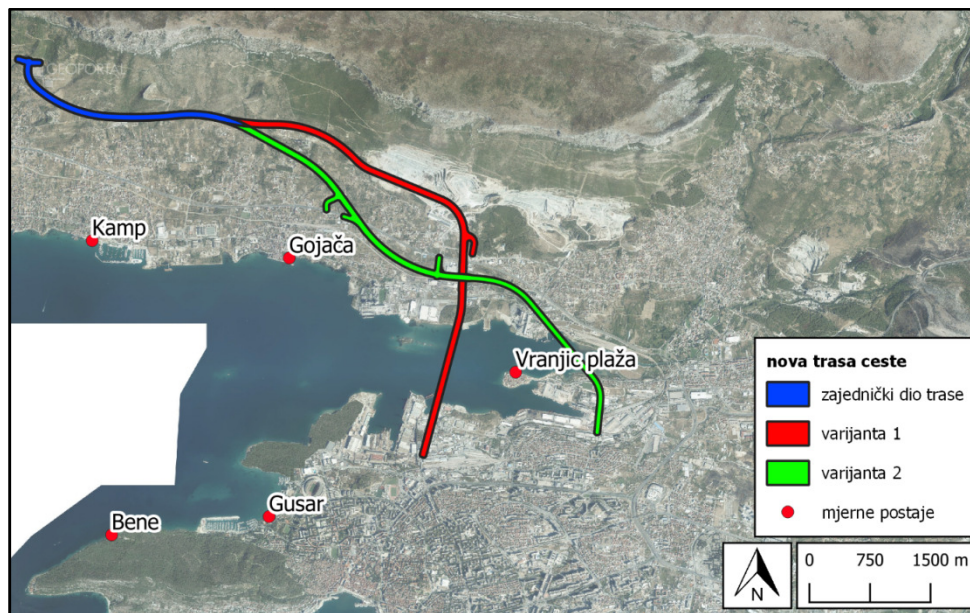 GEOPORTAL
Kamp
Gojača
Vranjic plaža
Gusar
Bene
nova trasa ceste
zajednički dio trase
varijanta 1
varijanta 2
mjerne postaje
N
0 750 1500 m